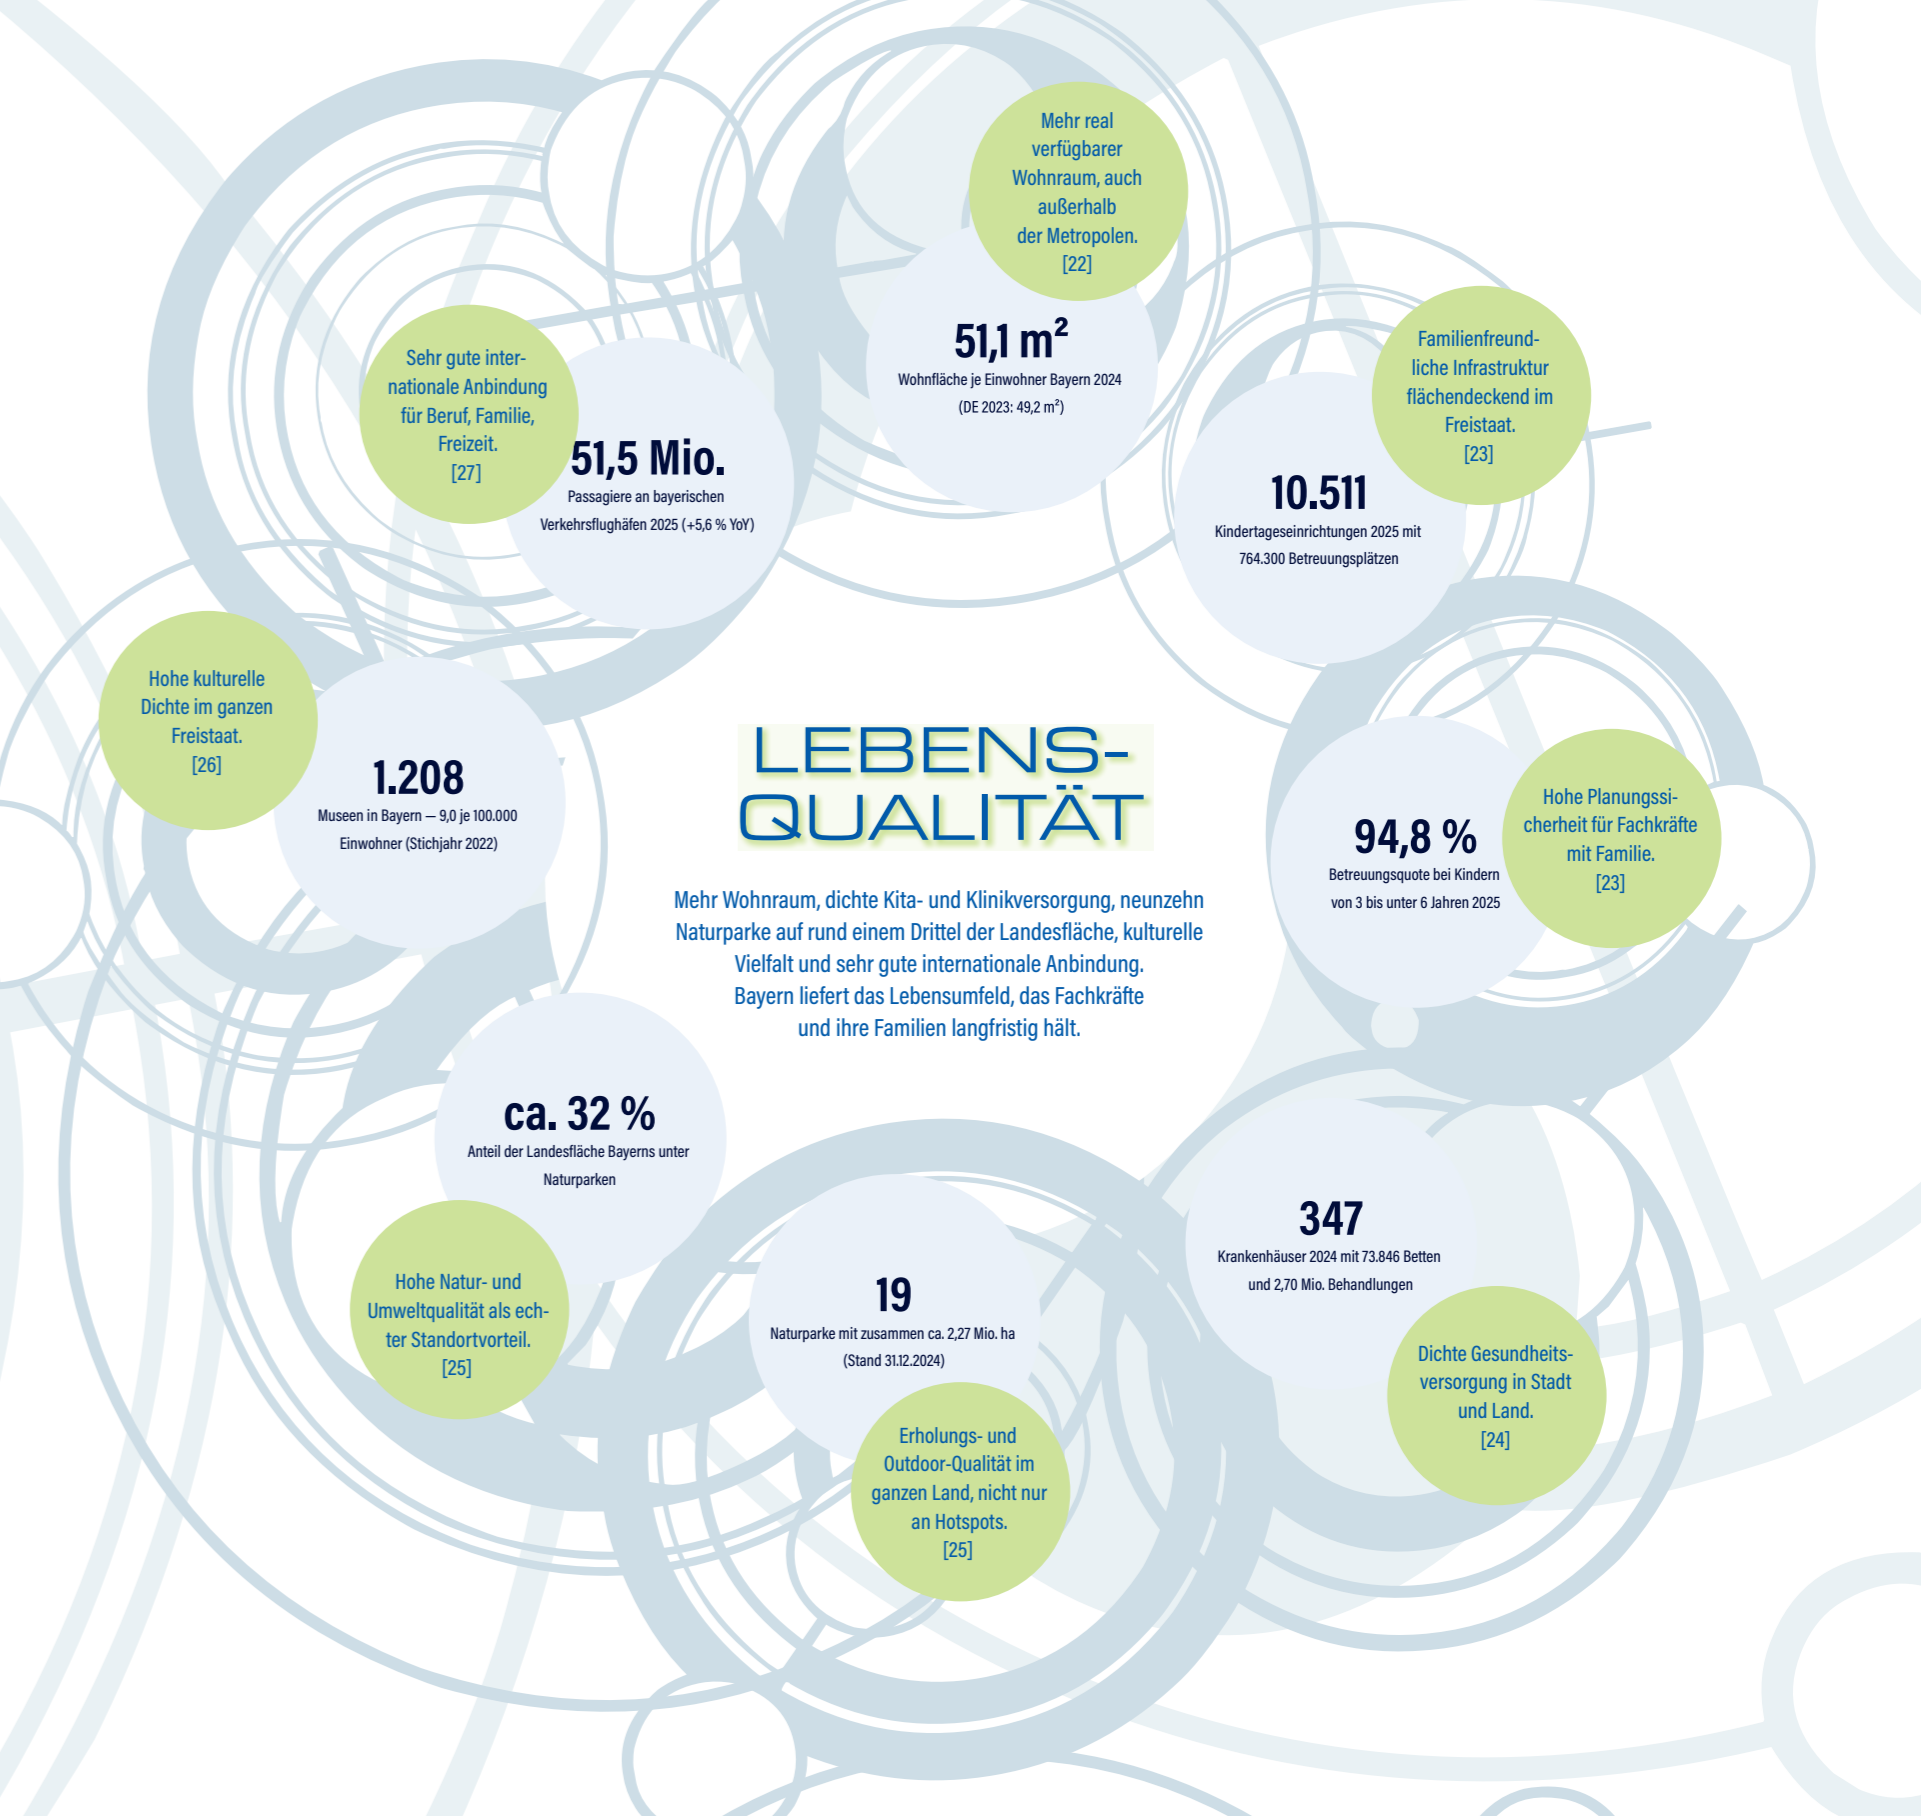 LEBENS-
QUALITÄT
Mehr Wohnraum, dichte Kita- und Klinikversorgung, neunzehn
Naturparke auf rund einem Drittel der Landesfläche, kulturelle
Vielfalt und sehr gute internationale Anbindung.
Bayern liefert das Lebensumfeld, das Fachkräfte
und ihre Familien langfristig hält.
Mehr real
verfügbarer
Wohnraum, auch
außerhalb
der Metropolen.
[22]
51,1 m²
Wohnfläche je Einwohner Bayern 2024
(DE 2023: 49,2 m²)
Familienfreund-
liche Infrastruktur
flächendeckend im
Freistaat.
[23]
10.511
Kindertageseinrichtungen 2025 mit
764.300 Betreuungsplätzen
Hohe Planungssi-
cherheit für Fachkräfte
mit Familie.
[23]
94,8 %
Betreuungsquote bei Kindern
von 3 bis unter 6 Jahren 2025
347
Krankenhäuser 2024 mit 73.846 Betten
und 2,70 Mio. Behandlungen
Dichte Gesundheits-
versorgung in Stadt
und Land.
[24]
19
Naturparke mit zusammen ca. 2,27 Mio. ha
(Stand 31.12.2024)
Erholungs- und
Outdoor-Qualität im
ganzen Land, nicht nur
an Hotspots.
[25]
ca. 32 %
Anteil der Landesfläche Bayerns unter
Naturparken
Hohe Natur- und
Umweltqualität als ech-
ter Standortvorteil.
[25]
Hohe kulturelle
Dichte im ganzen
Freistaat.
[26]
1.208
Museen in Bayern — 9,0 je 100.000
Einwohner (Stichjahr 2022)
Sehr gute inter-
nationale Anbindung
für Beruf, Familie,
Freizeit.
[27]
51,5 Mio.
Passagiere an bayerischen
Verkehrsflughäfen 2025 (+5,6 % YoY)